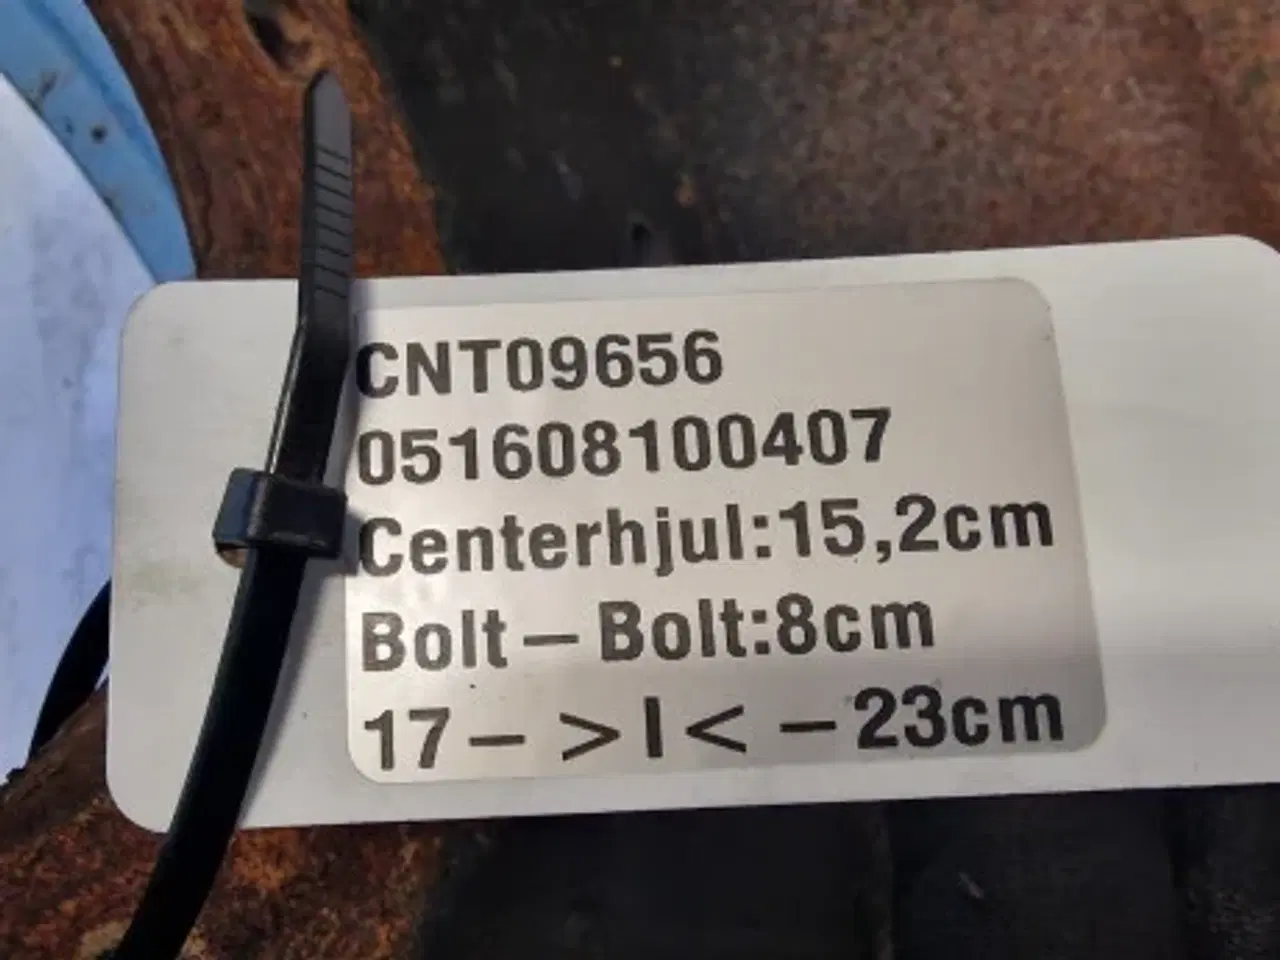 CNT09656
051608100407
Centerhjul:15,2cm
Bolt – Bolt:8cm
17 – > | < – 23cm